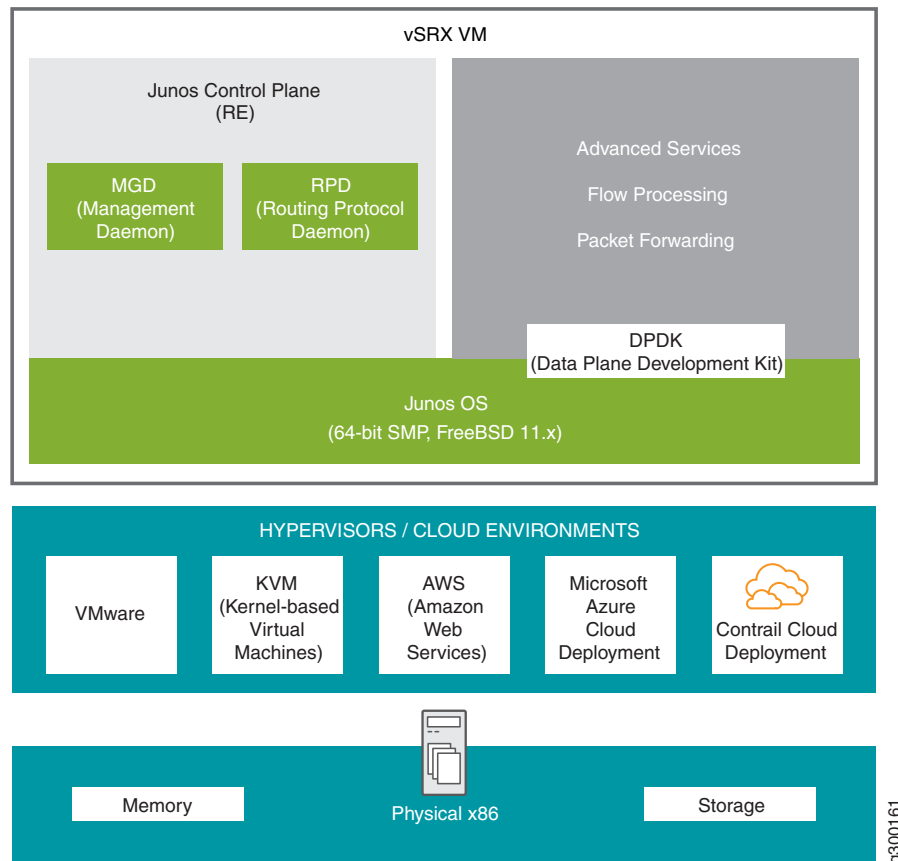 vSRX VM
Junos Control Plane
(RE)
MGD
(Management
Daemon)
RPD
(Routing Protocol
Daemon)
Advanced Services
Flow Processing
Packet Forwarding
DPDK
(Data Plane Development Kit)
Junos OS
(64-bit SMP, FreeBSD 11.x)
HYPERVISORS / CLOUD ENVIRONMENTS
VMware
KVM
(Kernel-based
Virtual
Machines)
AWS
(Amazon
Web
Services)
Microsoft
Azure
Cloud
Deployment
Contrail Cloud
Deployment
Memory
Physical x86
Storage
g300161